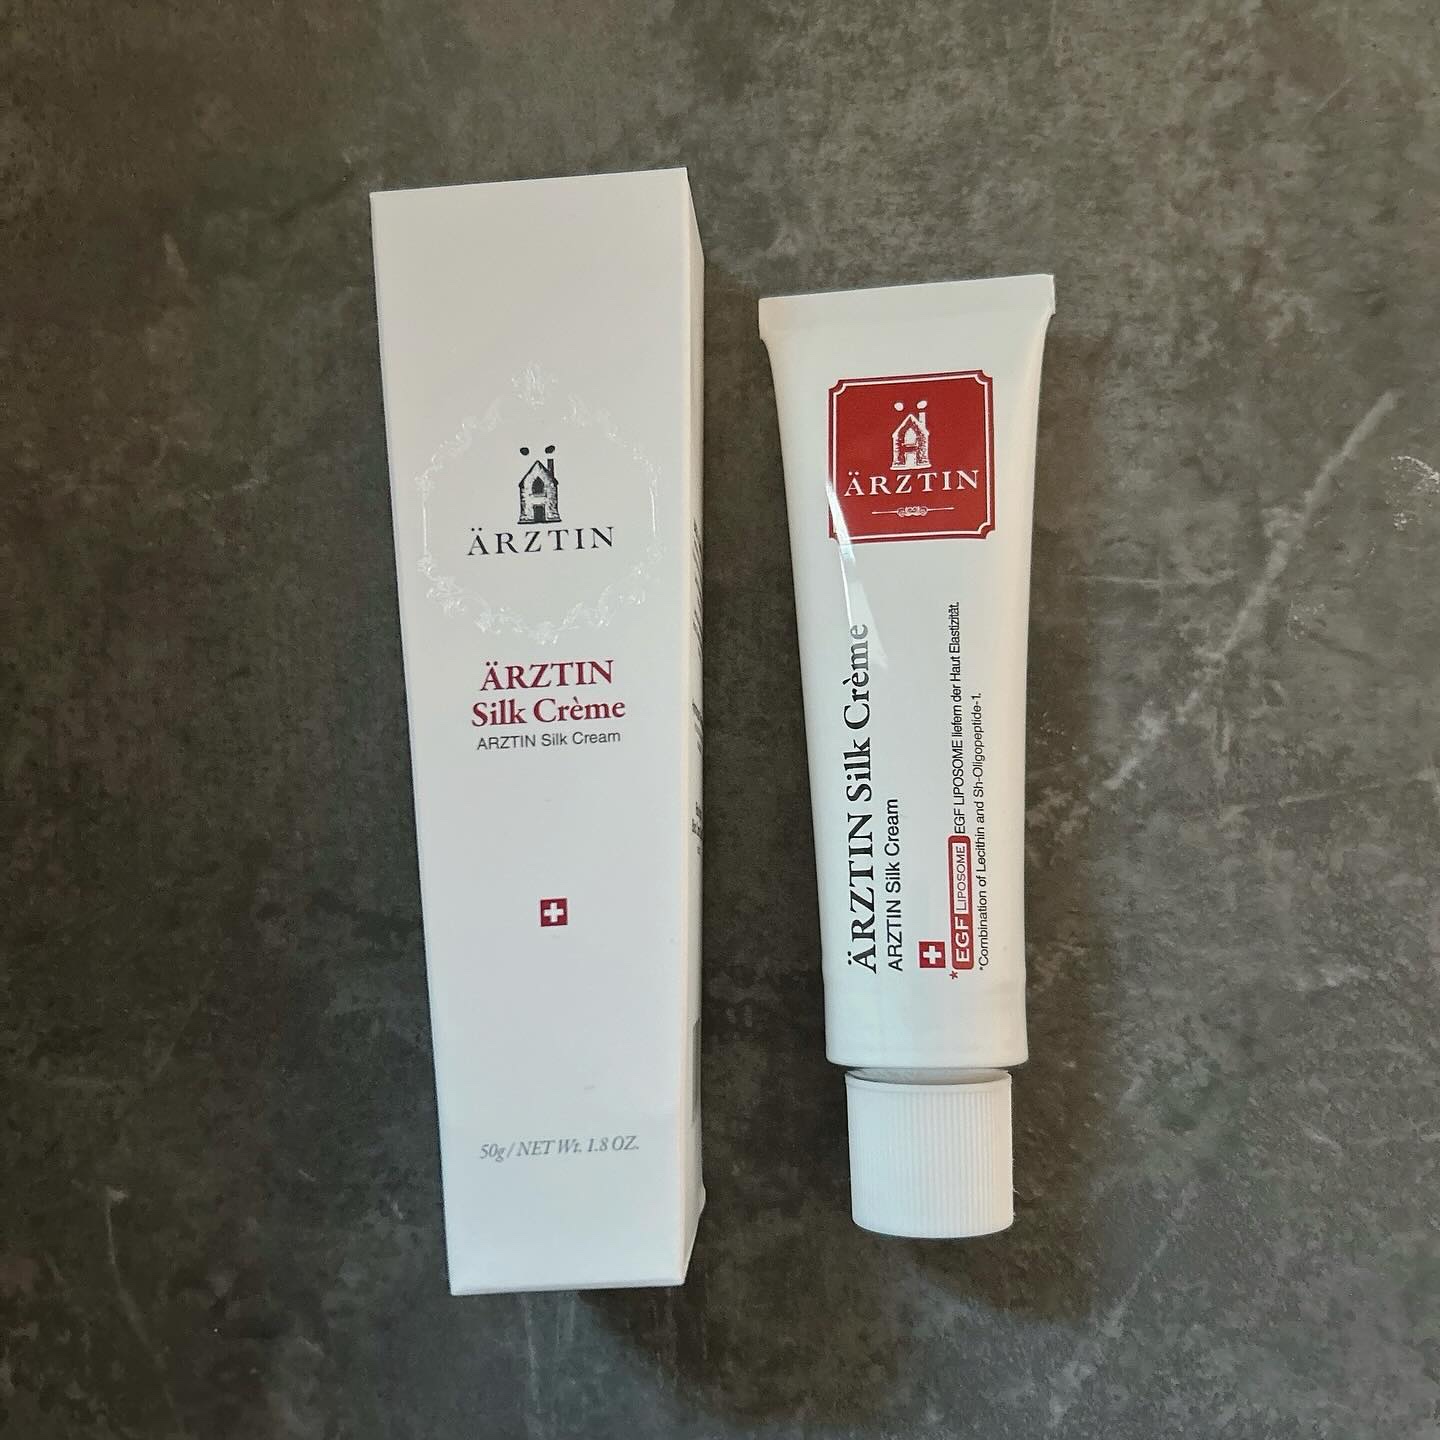 ÄRZTIN
ÄRZTIN
Silk Crème
ARZTIN Silk Cream
50g / NET Wt. 1.8 OZ.
ÄRZTIN
ÄRZTIN Silk Crème
ARZTIN Silk Cream
* EGF LIPOSOME EGF LIPOSOME liefern der Haut Elastizität.
*Combination of Lecithin and Sh-Oligopeptide-1.